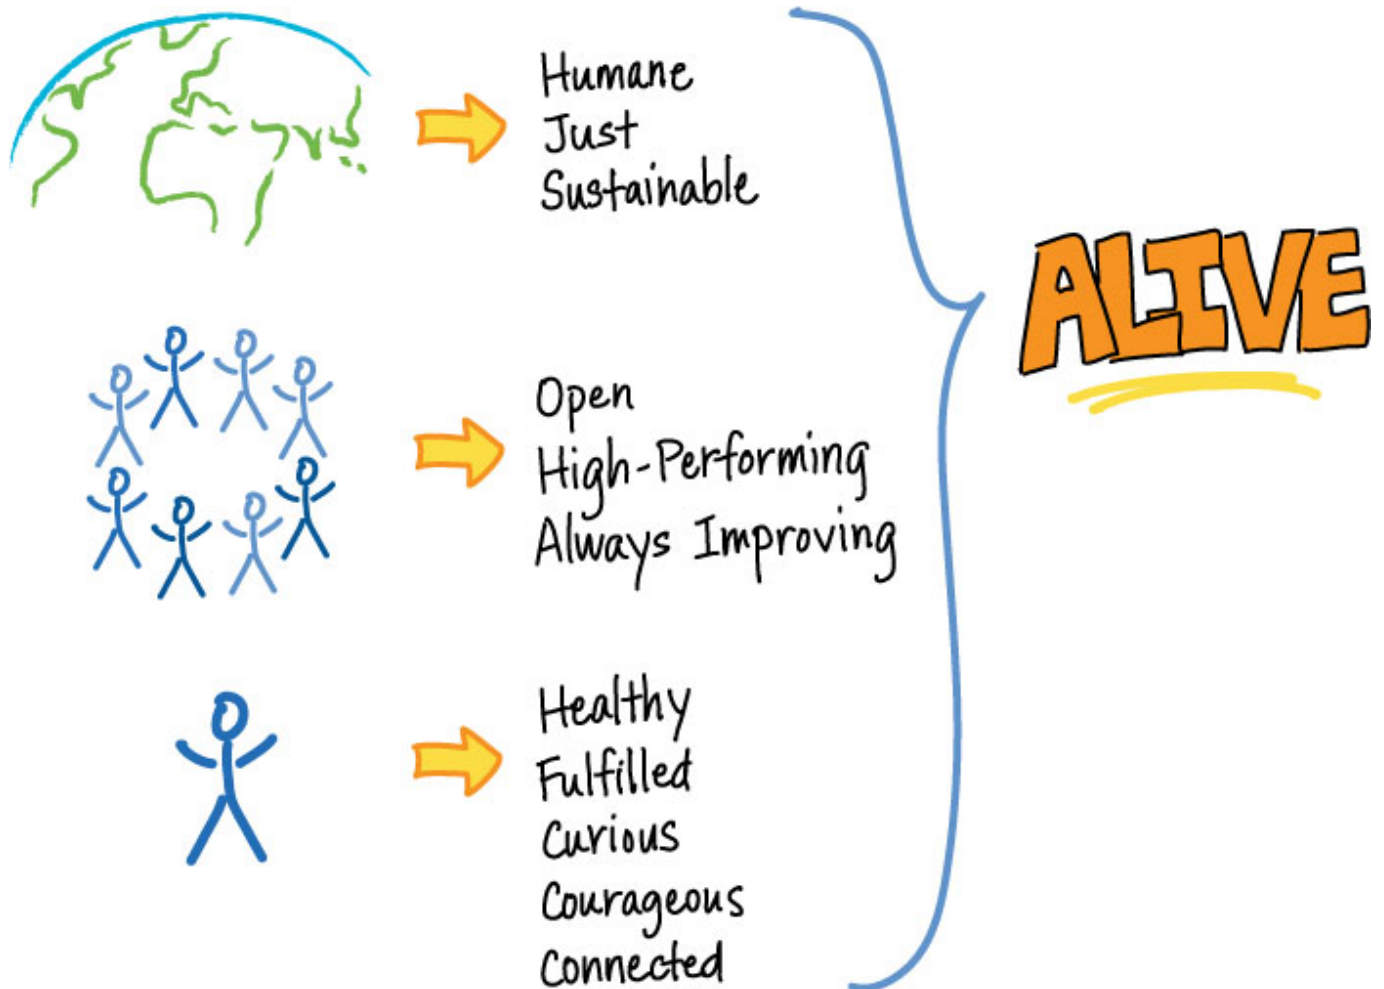 Humane
Just
Sustainable
Open
High-Performing
Always Improving
Healthy
Fulfilled
Curious
Courageous
Connected
ALIVE